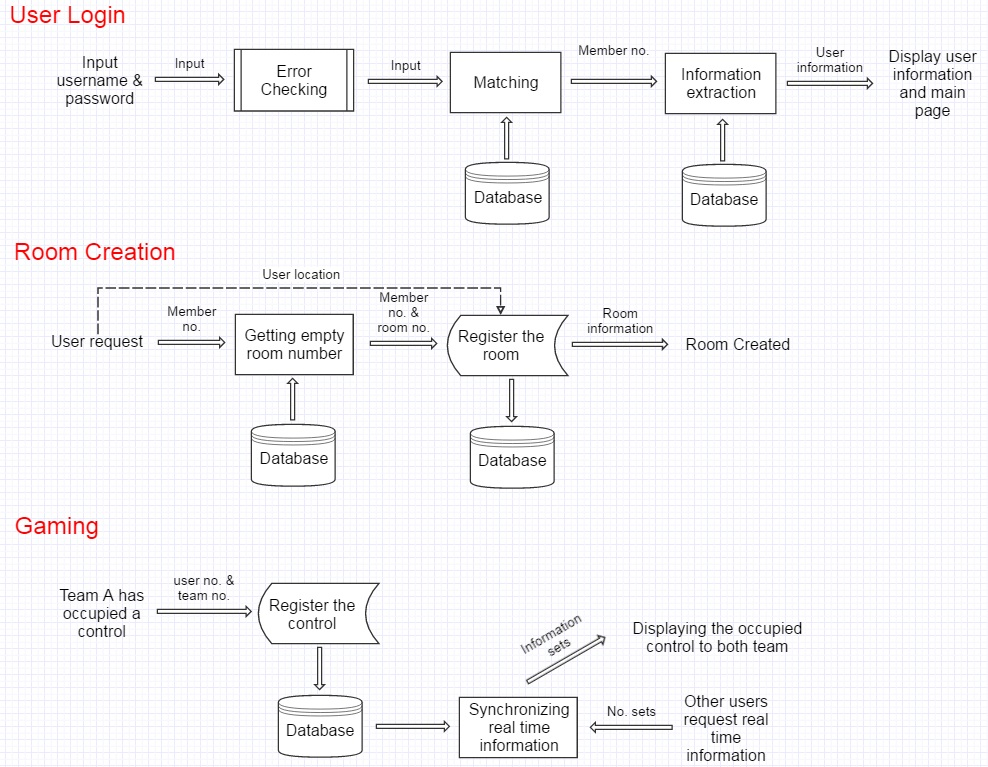 User Login
Input
username &
password
Input
Error
Checking
Input
Matching
Member no.
Information
extraction
User
information
Display user
information
and main
page
Database
Database
Room Creation
User location
User request
Member
no.
Getting empty
room number
Member
no. &
room no.
Register the
room
Room
information
Room Created
Database
Database
Gaming
Team A has
occupied a
control
user no. &
team no.
Register the
control
Information
sets
Displaying the occupied
control to both team
Database
Synchronizing
real time
information
No. sets
Other users
request real
time
information